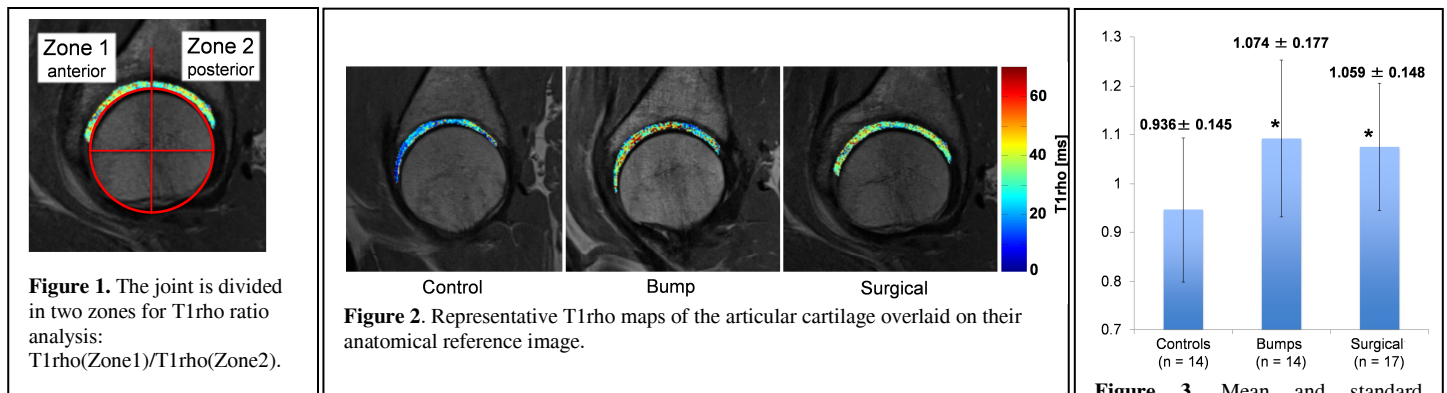 Zone 1
anterior
Zone 2
posterior
Figure 1. The joint is divided
in two zones for T1rho ratio
analysis:
T1rho(Zone1)/T1rho(Zone2).
60
40
20
0
T1rho [ms]
Control
Bump
Surgical
Figure 2. Representative T1rho maps of the articular cartilage overlaid on their
anatomical reference image.
1.3
1.2
1.1
1
0.9
0.8
0.7
1.074 ± 0.177
1.059 ± 0.148
0.936± 0.145
*
*
Controls
(n = 14)
Bumps
(n = 14)
Surgical
(n = 17)
Figure 3. Mean and standard